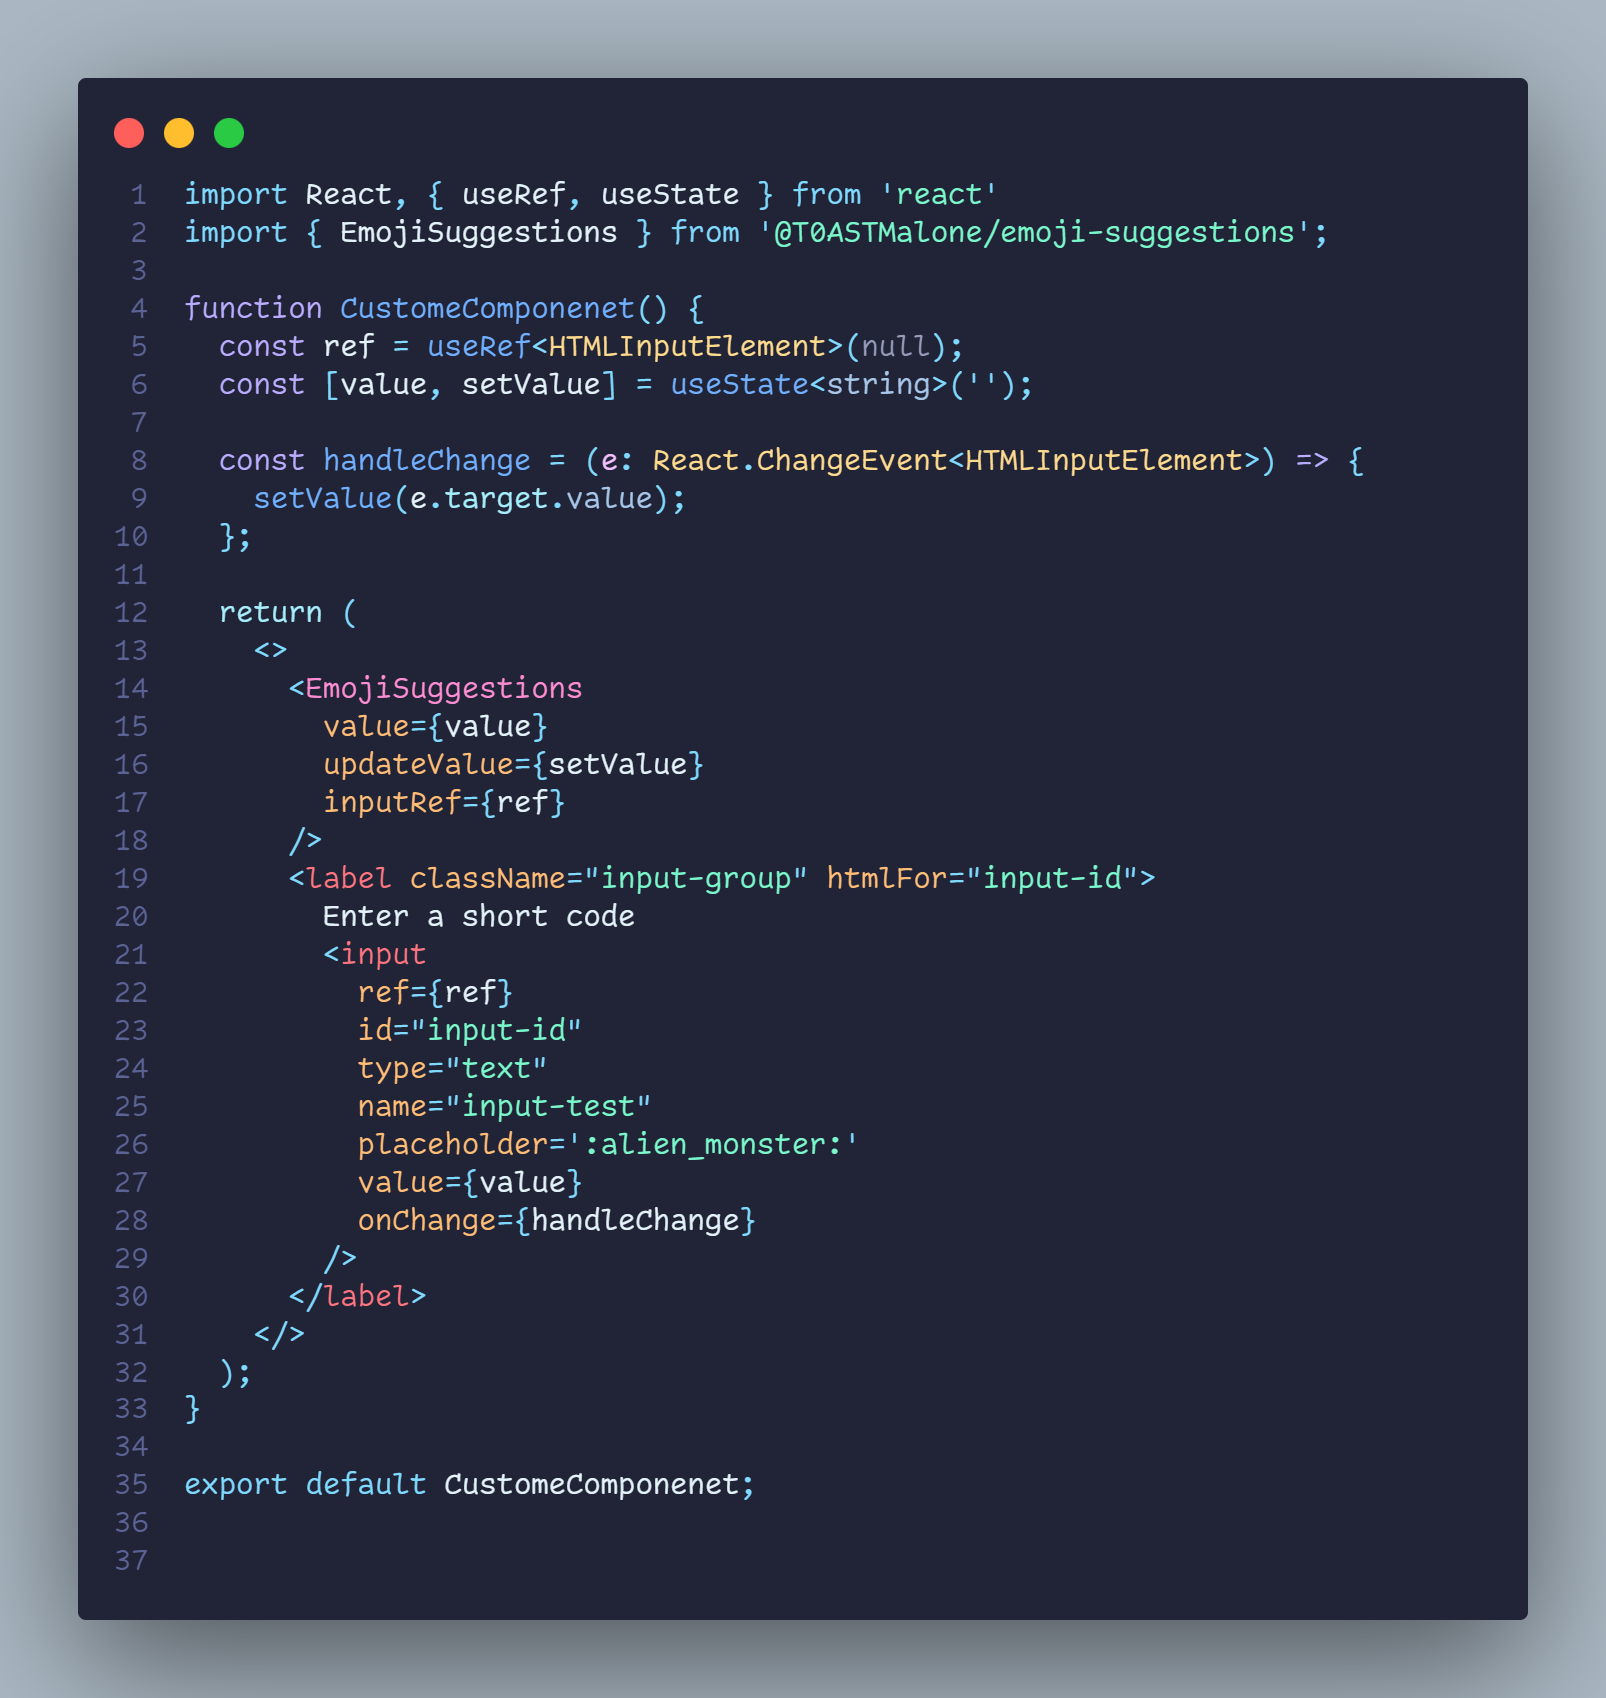 1 import React, { useRef, useState } from 'react'
2 import { EmojiSuggestions } from '@T0ASTMalone/emoji-suggestions';
3
4 function CustomeComponenet() {
5   const ref = useRef<HTMLInputElement>(null);
6   const [value, setValue] = useState<string>('');
7
8   const handleChange = (e: React.ChangeEvent<HTMLInputElement>) => {
9     setValue(e.target.value);
10   };
11
12   return (
13     <>
14       <EmojiSuggestions
15         value={value}
16         updateValue={setValue}
17         inputRef={ref}
18       />
19       <label className="input-group" htmlFor="input-id">
20         Enter a short code
21         <input
22           ref={ref}
23           id="input-id"
24           type="text"
25           name="input-test"
26           placeholder=':alien_monster:'
27           value={value}
28           onChange={handleChange}
29         />
30       </label>
31     </>
32   );
33 }
34
35 export default CustomeComponenet;
36
37